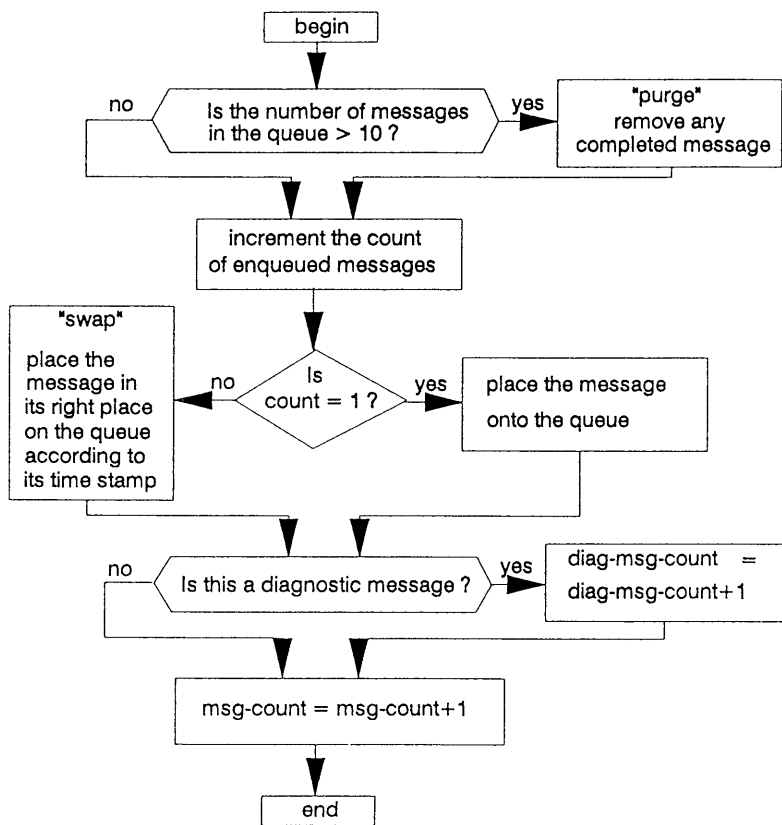 begin
no
Is the number of messages
in the queue > 10 ?
yes
"purge"
remove any
completed message
increment the count
of enqueued messages
"swap"
place the
message in
its right place
on the queue
according to
its time stamp
no
Is
count = 1 ?
yes
place the message
onto the queue
no
Is this a diagnostic message ?
yes
diag-msg-count =
diag-msg-count+1
msg-count = msg-count+1
end